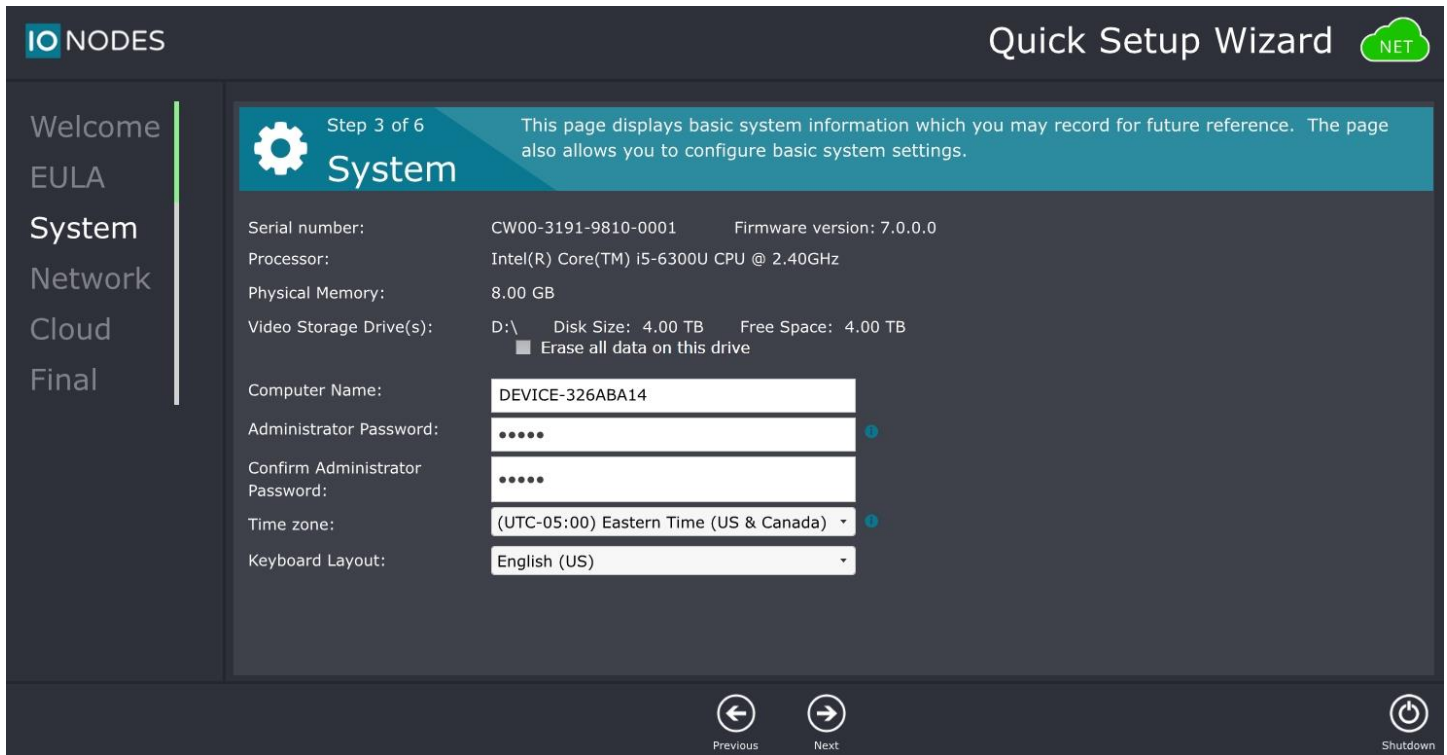 IO NODES
Quick Setup Wizard
NET
Welcome
EULA
System
Network
Cloud
Final
Step 3 of 6
System
This page displays basic system information which you may record for future reference. The page
also allows you to configure basic system settings.
Serial number: CW00-3191-9810-0001 Firmware version: 7.0.0.0
Processor: Intel(R) Core(TM) i5-6300U CPU @ 2.40GHz
Physical Memory: 8.00 GB
Video Storage Drive(s): D:\ Disk Size: 4.00 TB Free Space: 4.00 TB
Erase all data on this drive
Computer Name: DEVICE-326ABA14
Administrator Password: •••••
Confirm Administrator
Password: •••••
Time zone: (UTC-05:00) Eastern Time (US & Canada)
Keyboard Layout: English (US)
Previous
Next
Shutdown